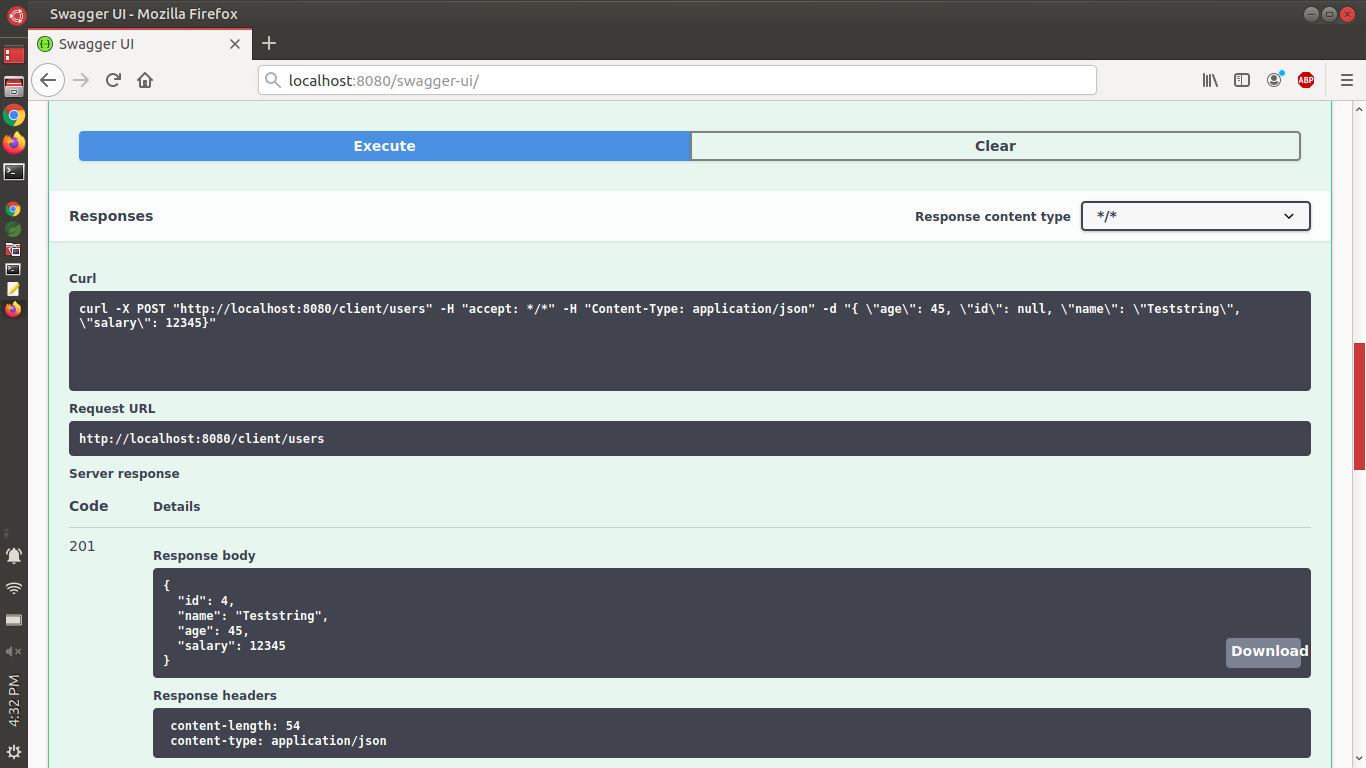 Swagger UI - Mozilla Firefox
Swagger UI
localhost:8080/swagger-ui/
ABP
Execute
Clear
Responses
Response content type
*/*
Curl
curl -X POST "http://localhost:8080/client/users" -H "accept: */*" -H "Content-Type: application/json" -d "{ \"age\": 45, \"id\": null, \"name\": \"Teststring\",
\"salary\": 12345}"
Request URL
http://localhost:8080/client/users
Server response
Code
Details
201
Response body
{
"id": 4,
"name": "Teststring",
"age": 45,
"salary": 12345
}
Download
Response headers
content-length: 54
content-type: application/json
4:32 PM